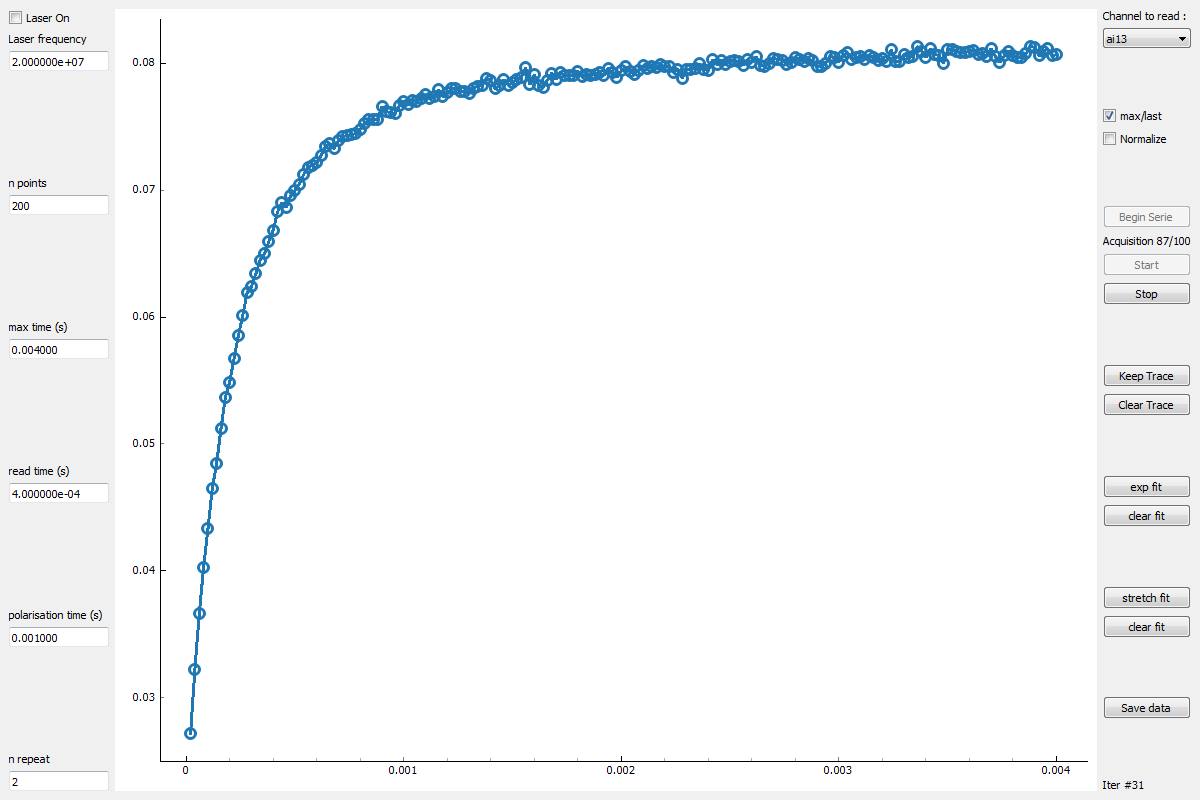 Laser On
Laser frequency
2.000000e+07
n points
200
max time (s)
0.004000
read time (s)
4.000000e-04
polarisation time (s)
0.001000
n repeat
2
0.08
0.07
0.06
0.05
0.04
0.03
0
0.001
0.002
0.003
0.004
Channel to read :
ai13
max/last
Normalize
Begin Serie
Acquisition 87/100
Start
Stop
Keep Trace
Clear Trace
exp fit
clear fit
stretch fit
clear fit
Save data
Iter #31